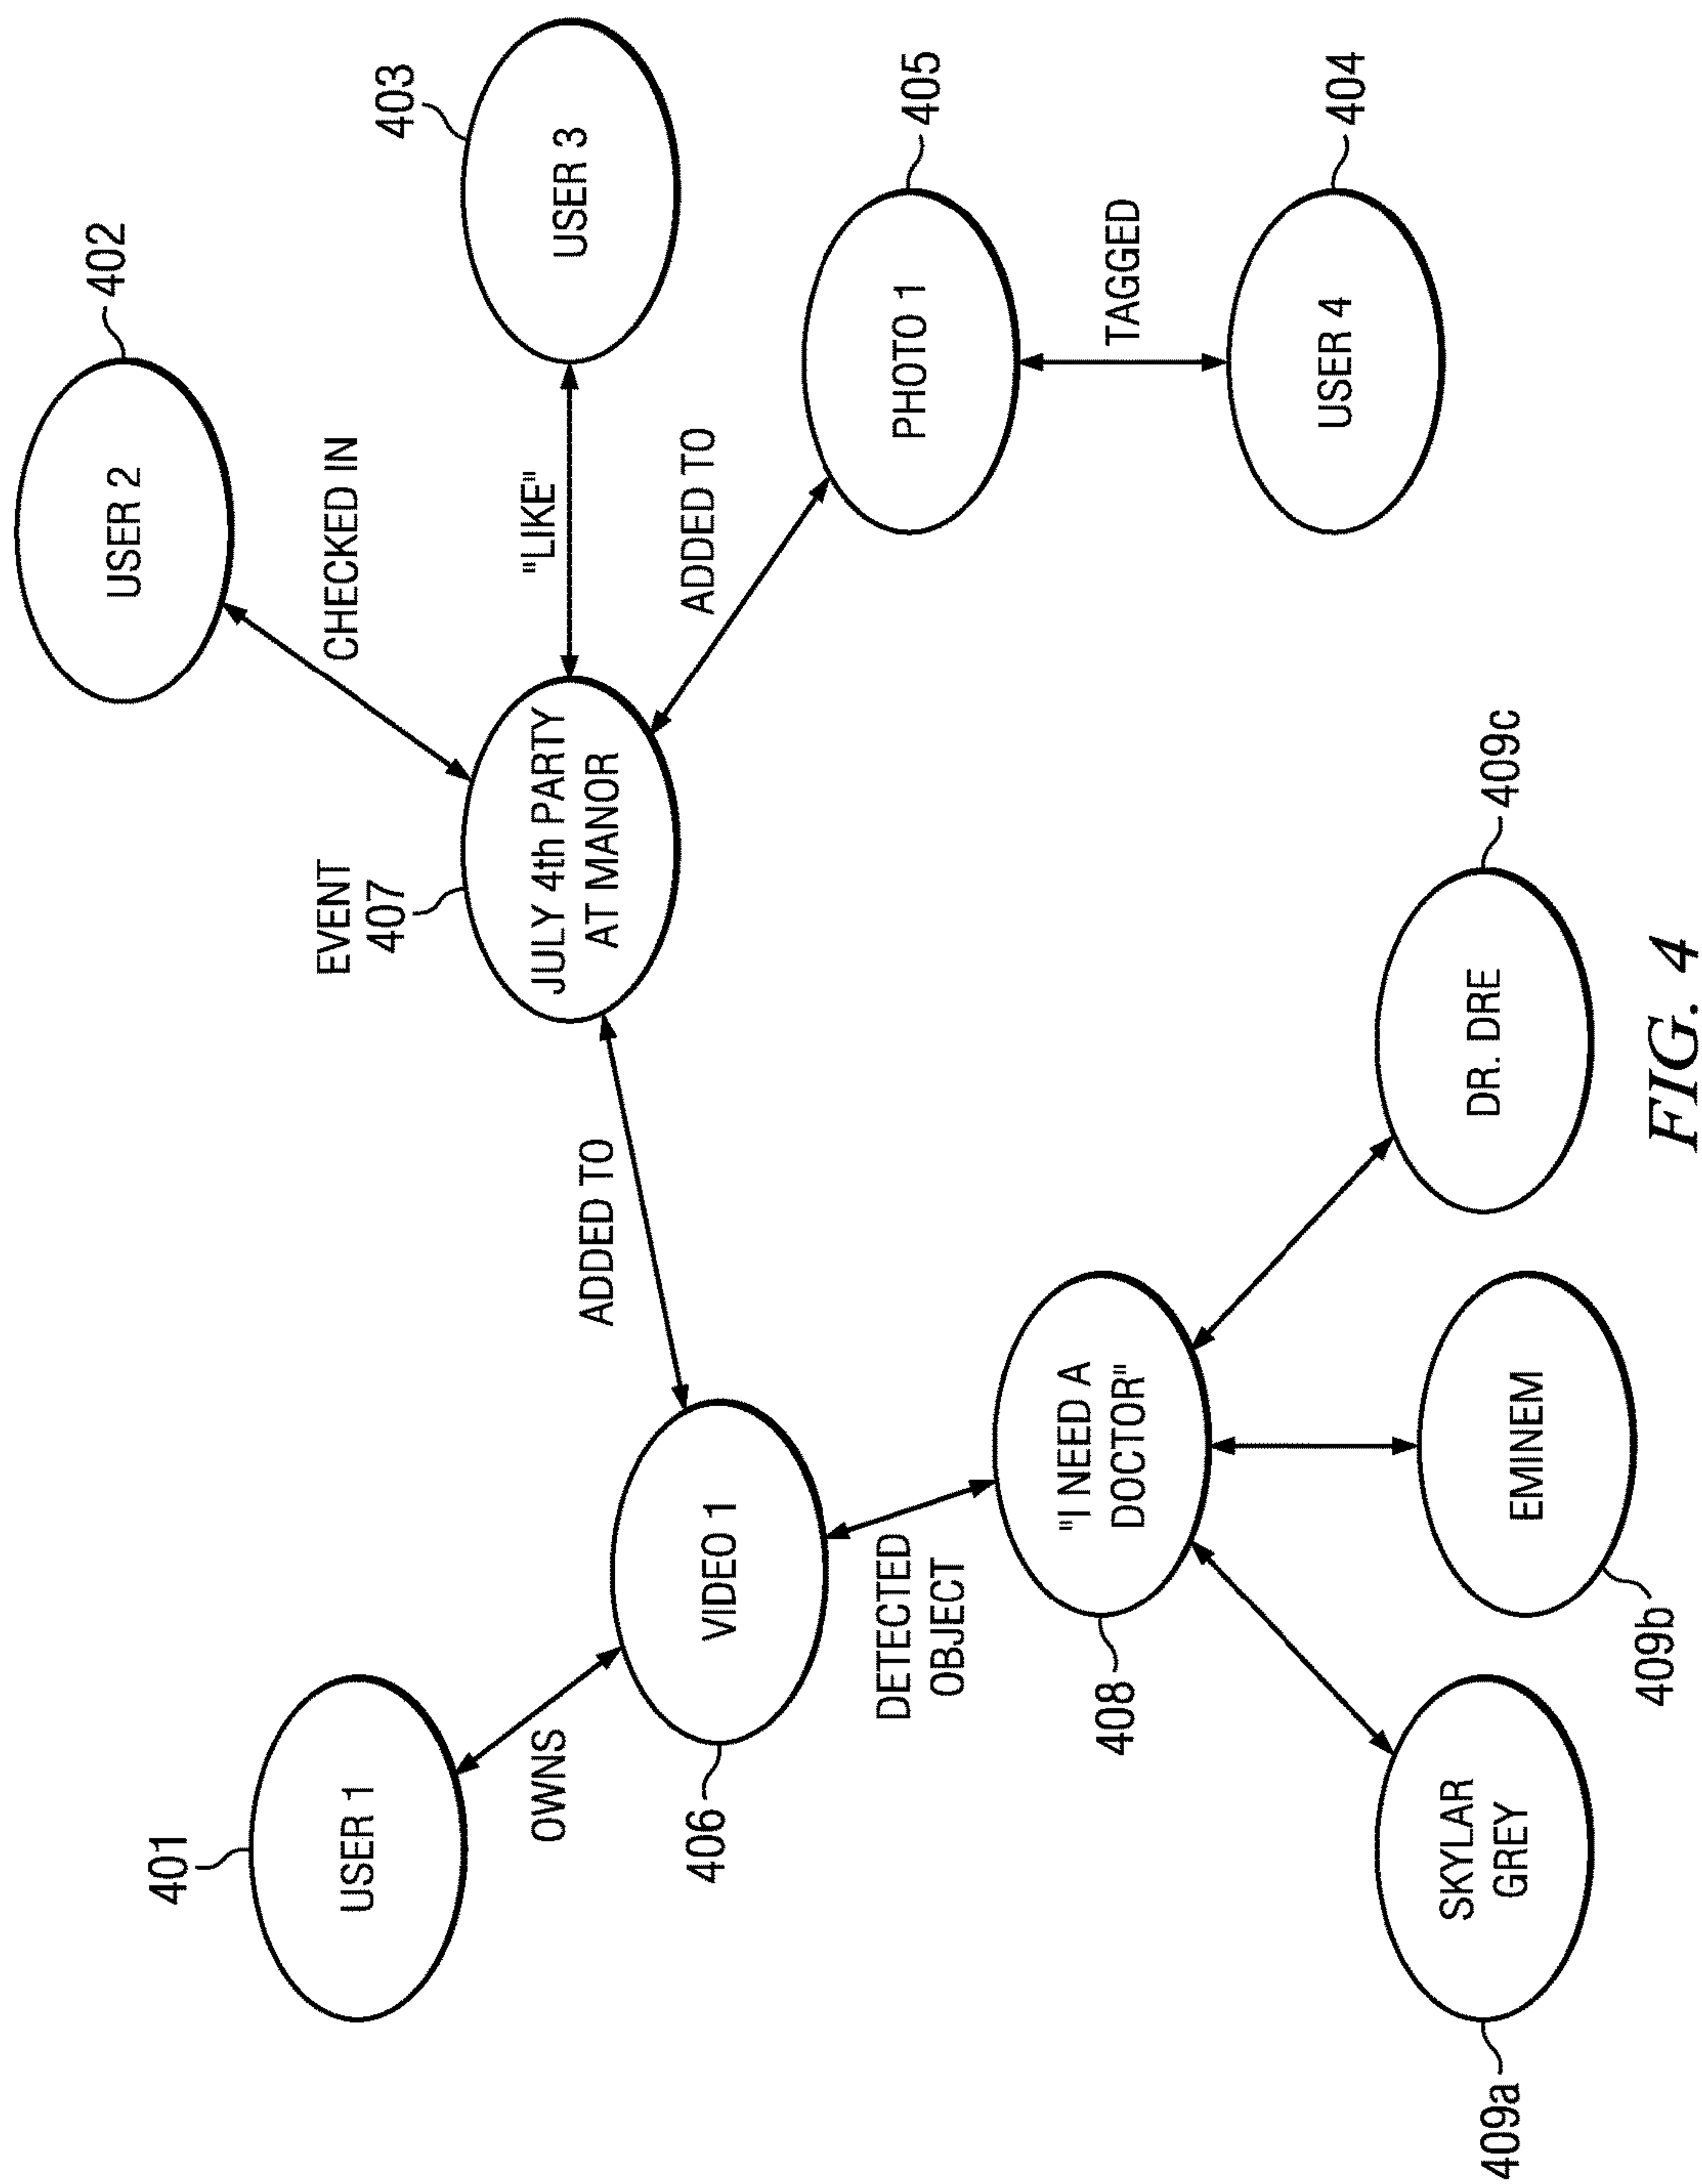 402
USER 2
403
CHECKED IN
USER 3
EVENT
407
"LIKE"
JULY 4th PARTY
AT MANOR
ADDED TO
405
PHOTO 1
TAGGED
404
USER 4
401
USER 1
OWNS
ADDED TO
406
VIDEO 1
DETECTED
OBJECT
408
"I NEED A
DOCTOR"
409a
SKYLAR
GREY
409b
EMINEM
409c
DR. DRE
FIG. 4